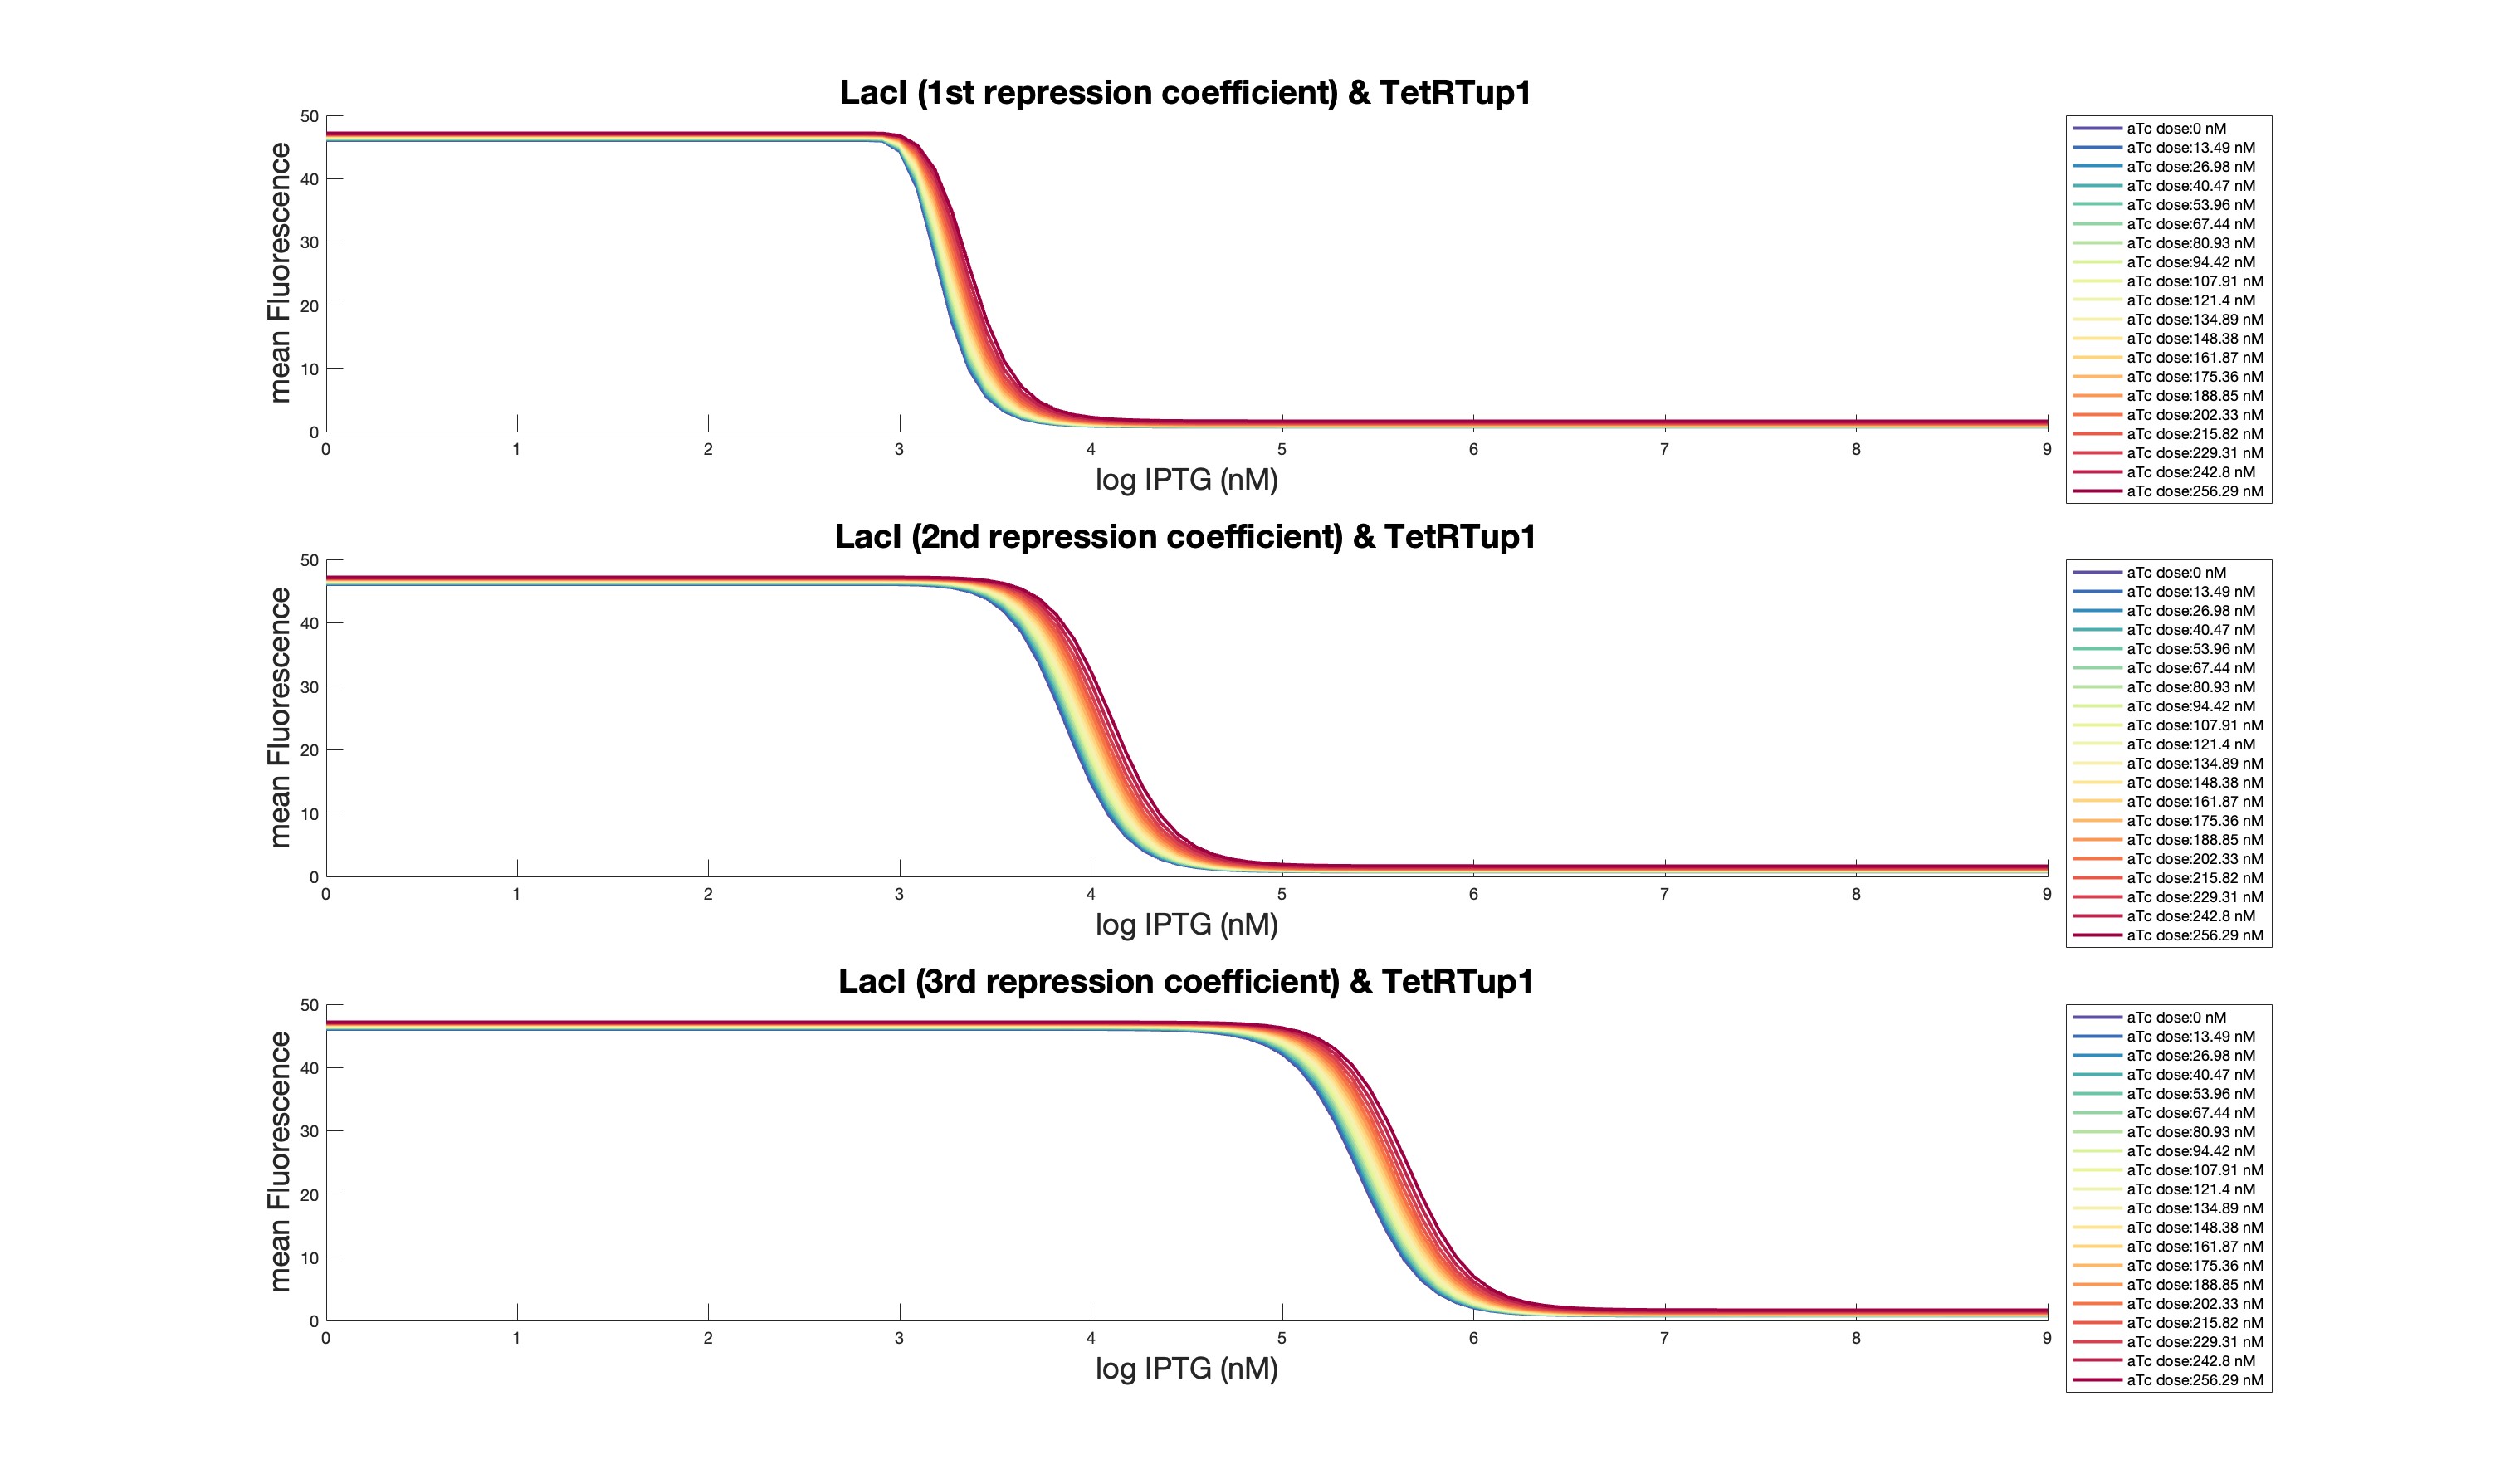 LacI (1st repression coefficient) & TetRTup1
mean Fluorescence
50
40
30
20
10
0
0 1 2 3 4 5 6 7 8 9
log IPTG (nM)
aTc dose:0 nM
aTc dose:13.49 nM
aTc dose:26.98 nM
aTc dose:40.47 nM
aTc dose:53.96 nM
aTc dose:67.44 nM
aTc dose:80.93 nM
aTc dose:94.42 nM
aTc dose:107.91 nM
aTc dose:121.4 nM
aTc dose:134.89 nM
aTc dose:148.38 nM
aTc dose:161.87 nM
aTc dose:175.36 nM
aTc dose:188.85 nM
aTc dose:202.33 nM
aTc dose:215.82 nM
aTc dose:229.31 nM
aTc dose:242.8 nM
aTc dose:256.29 nM
LacI (2nd repression coefficient) & TetRTup1
mean Fluorescence
50
40
30
20
10
0
0 1 2 3 4 5 6 7 8 9
log IPTG (nM)
aTc dose:0 nM
aTc dose:13.49 nM
aTc dose:26.98 nM
aTc dose:40.47 nM
aTc dose:53.96 nM
aTc dose:67.44 nM
aTc dose:80.93 nM
aTc dose:94.42 nM
aTc dose:107.91 nM
aTc dose:121.4 nM
aTc dose:134.89 nM
aTc dose:148.38 nM
aTc dose:161.87 nM
aTc dose:175.36 nM
aTc dose:188.85 nM
aTc dose:202.33 nM
aTc dose:215.82 nM
aTc dose:229.31 nM
aTc dose:242.8 nM
aTc dose:256.29 nM
LacI (3rd repression coefficient) & TetRTup1
mean Fluorescence
50
40
30
20
10
0
0 1 2 3 4 5 6 7 8 9
log IPTG (nM)
aTc dose:0 nM
aTc dose:13.49 nM
aTc dose:26.98 nM
aTc dose:40.47 nM
aTc dose:53.96 nM
aTc dose:67.44 nM
aTc dose:80.93 nM
aTc dose:94.42 nM
aTc dose:107.91 nM
aTc dose:121.4 nM
aTc dose:134.89 nM
aTc dose:148.38 nM
aTc dose:161.87 nM
aTc dose:175.36 nM
aTc dose:188.85 nM
aTc dose:202.33 nM
aTc dose:215.82 nM
aTc dose:229.31 nM
aTc dose:242.8 nM
aTc dose:256.29 nM